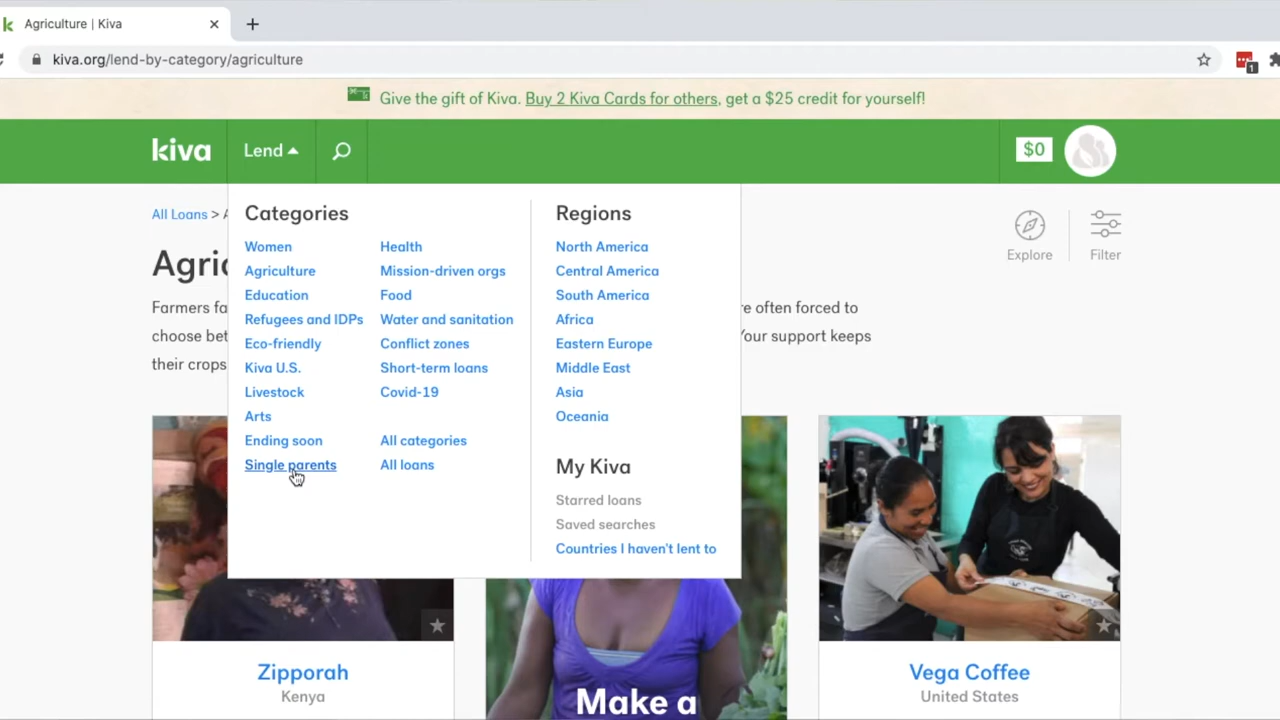 Agriculture | Kiva
kiva.org/lend-by-category/agriculture
1
Give the gift of Kiva. Buy 2 Kiva Cards for others, get a $25 credit for yourself!
kiva
Lend
$0
All Loans >
Agri
Farmers fa
re often forced to
choose bet
Your support keeps
their crops
Explore
Filter
Categories
Women
Agriculture
Education
Refugees and IDPs
Eco-friendly
Kiva U.S.
Livestock
Arts
Ending soon
Single parents
Health
Mission-driven orgs
Food
Water and sanitation
Conflict zones
Short-term loans
Covid-19
All categories
All loans
Regions
North America
Central America
South America
Africa
Eastern Europe
Middle East
Asia
Oceania
My Kiva
Starred loans
Saved searches
Countries I haven't lent to
Zipporah
Kenya
Make a
Vega Coffee
United States